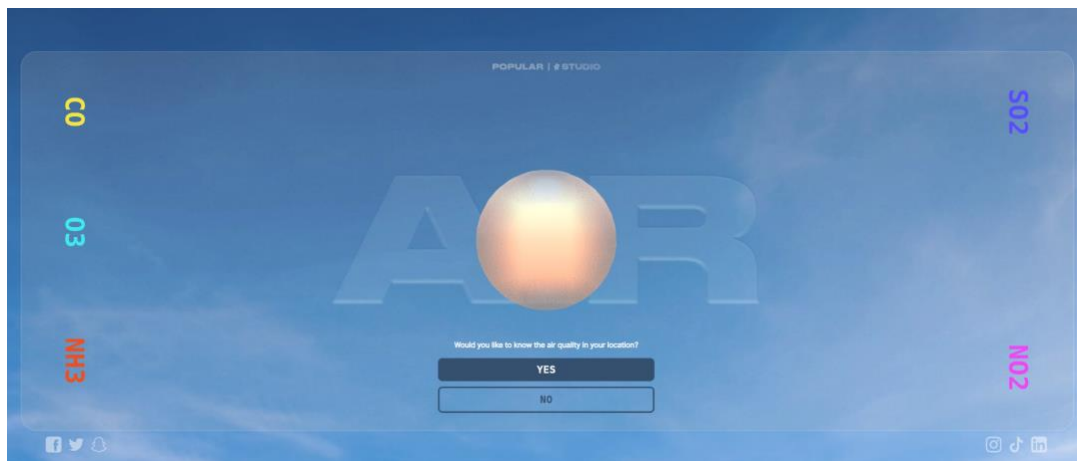 POPULAR | e STUDIO
CO
SO2
AIR
O3
Would you like to know the air quality in your location?
YES
NO
NH3
NO2